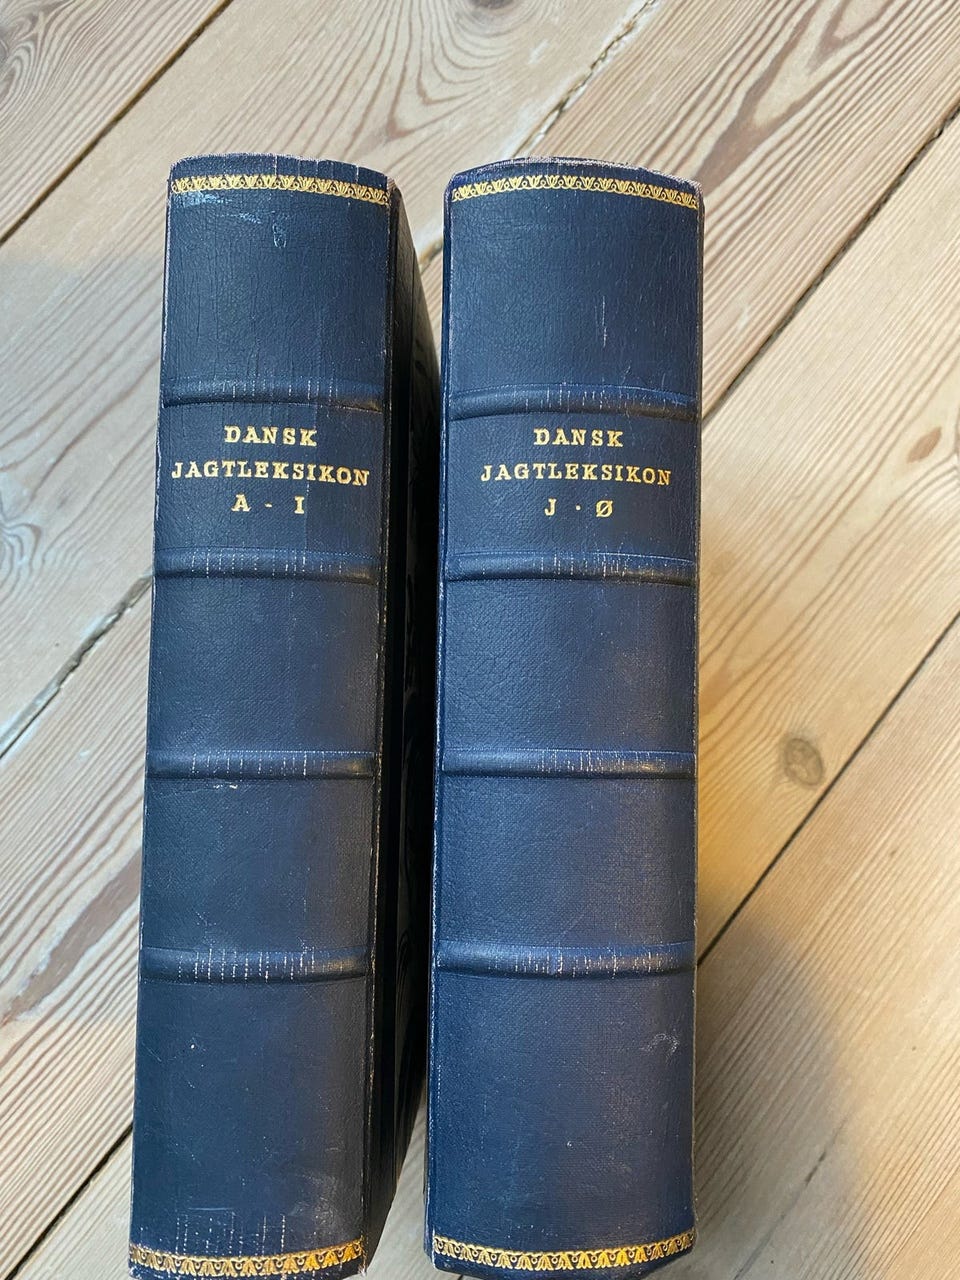 DANSK
JAGTLEKSIKON
A - I
DANSK
JAGTLEKSIKON
J · Ø